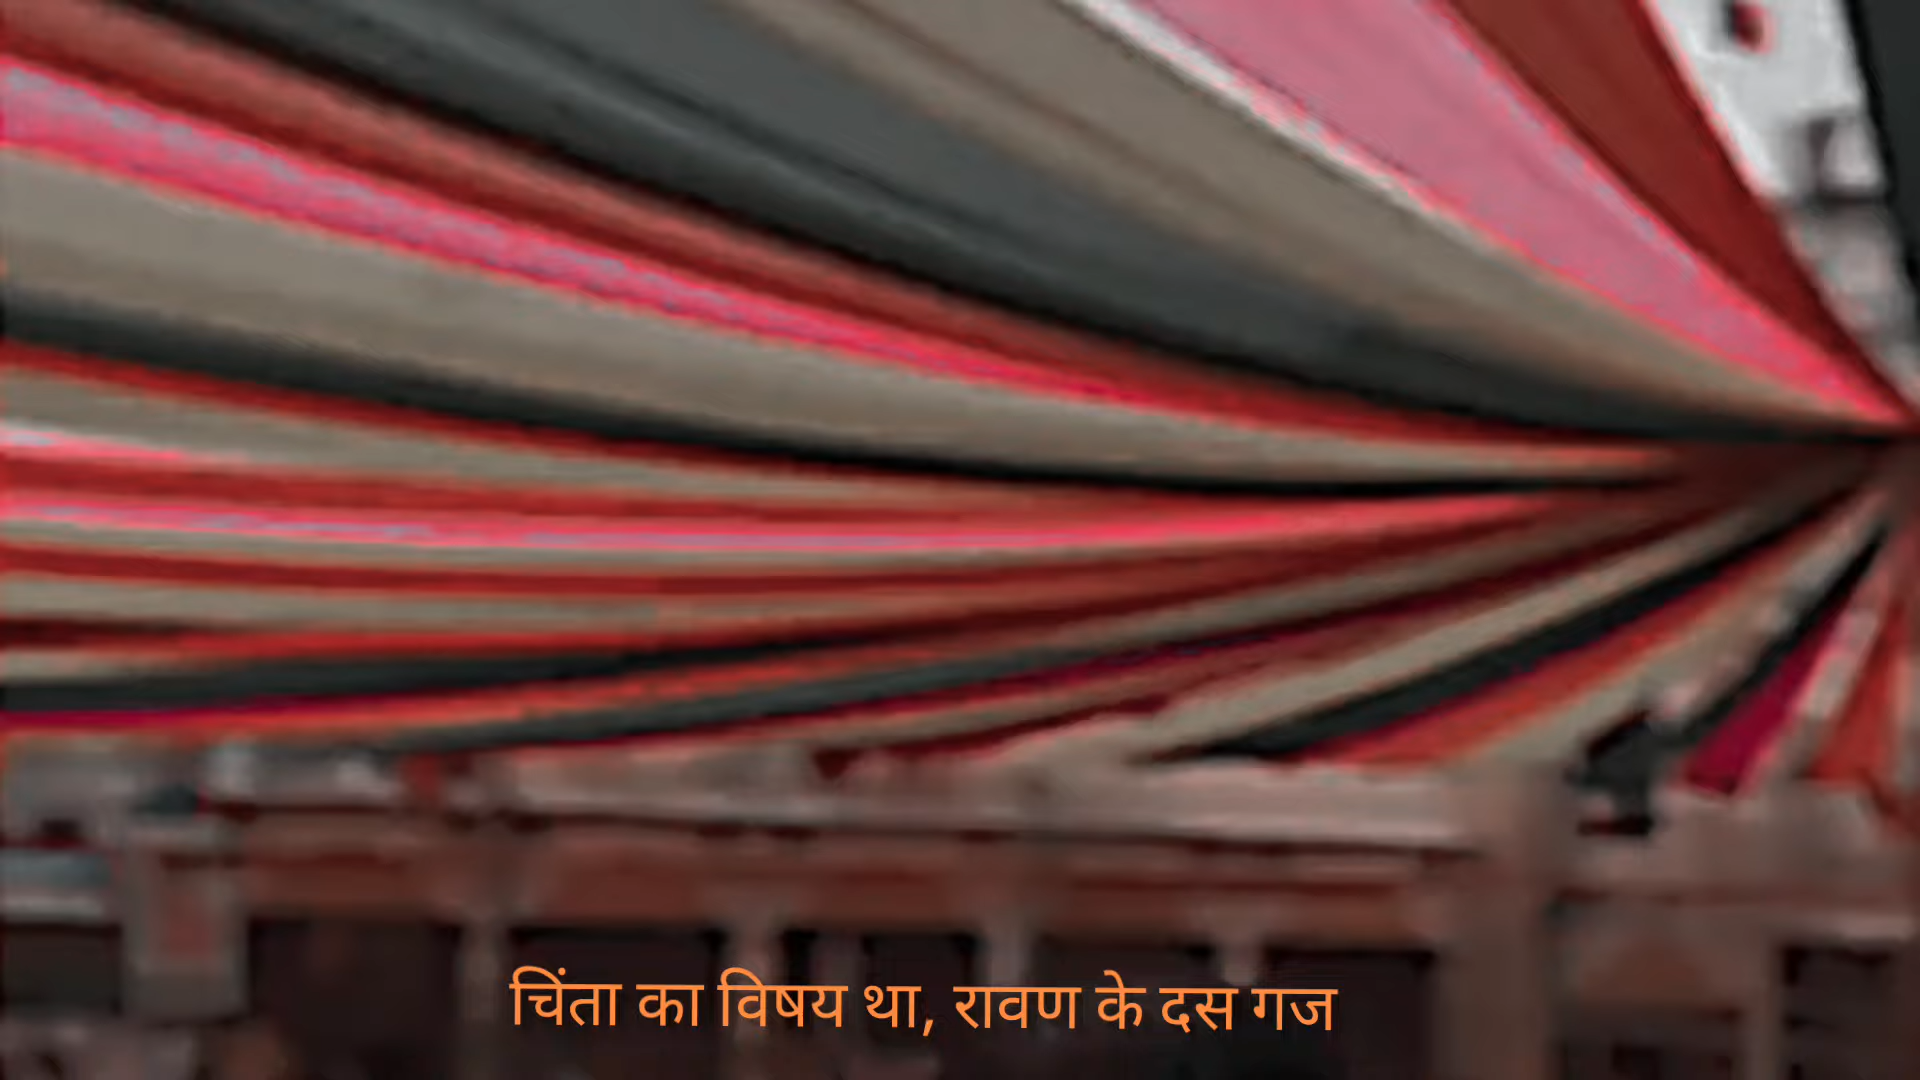 चिंता का विषय था, रावण के दस गज